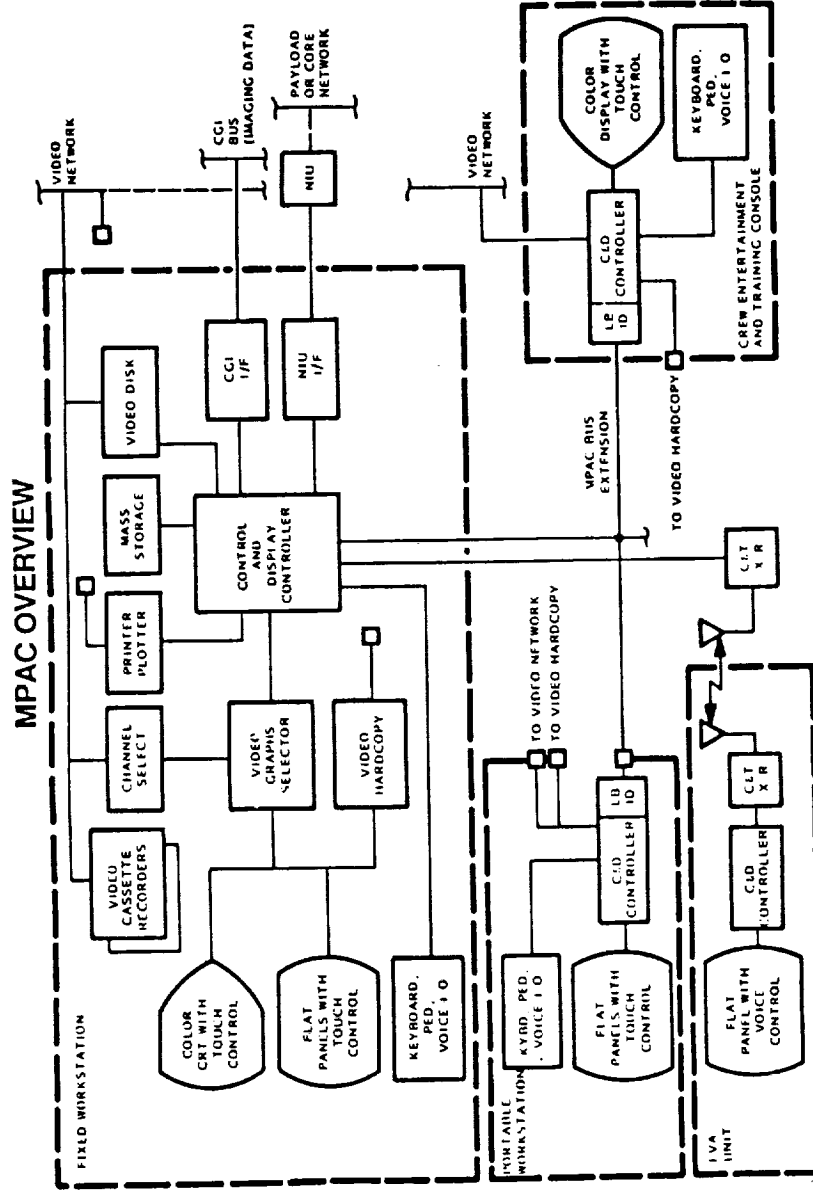 MPAC OVERVIEW
FIXED WORKSTATION
VIDEO
CASSETTE
RECORDERS
CHANNEL
SELECT
PRINTER
PLOTTER
MASS
STORAGE
VIDEO DISK
VIDEO
NETWORK
CGI
BUS
(IMAGING DATA)
PAYLOAD
OR CORE
NETWORK
COLOR
CRT WITH
TOUCH
CONTROL
VIDEO
GRAPHS
SELECTOR
CONTROL
AND
DISPLAY
CONTROLLER
CGI
I/F
NIU
I/F
NIU
FLAT
PANELS WITH
TOUCH
CONTROL
VIDEO
HARDCOPY
KEYBOARD,
PED,
VOICE I O
PORTABLE
WORKSTATION
KYBD, PED,
, VOICE I O
FLAT
PANELS WITH
TOUCH
CONTROL
C&D
CONTROLLER
LB
ID
TO VIDEO NETWORK
TO VIDEO HARDCOPY
MPAC BUS
EXTENSION
VIDEO
NETWORK
LB
ID
C&D
CONTROLLER
COLOR
DISPLAY WITH
TOUCH
CONTROL
KEYBOARD,
PED,
VOICE I O
CREW ENTERTAINMENT
AND TRAINING CONSOLE
TO VIDEO HARDCOPY
EVA
UNIT
FLAT
PANEL WITH
VOICE
CONTROL
C&D
CONTROLLER
C&T
X R
C&T
X R